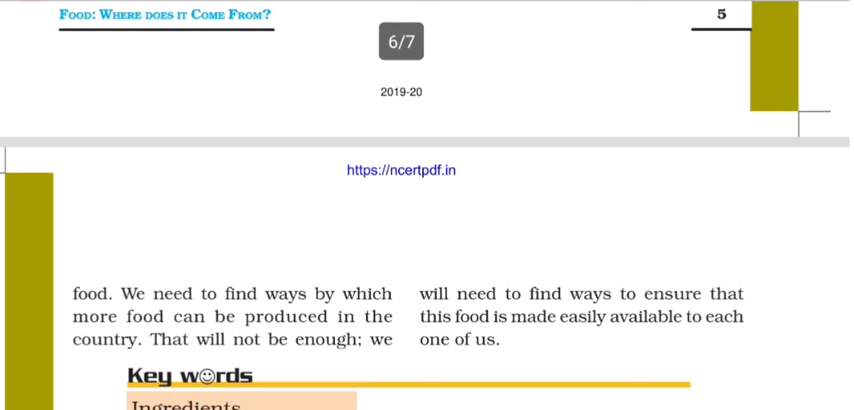 FOOD: WHERE DOES IT COME FROM?
5
6/7
2019-20
https://ncertpdf.in
food. We need to find ways by which
more food can be produced in the
country. That will not be enough; we
will need to find ways to ensure that
this food is made easily available to each
one of us.
Key words
Ingredients